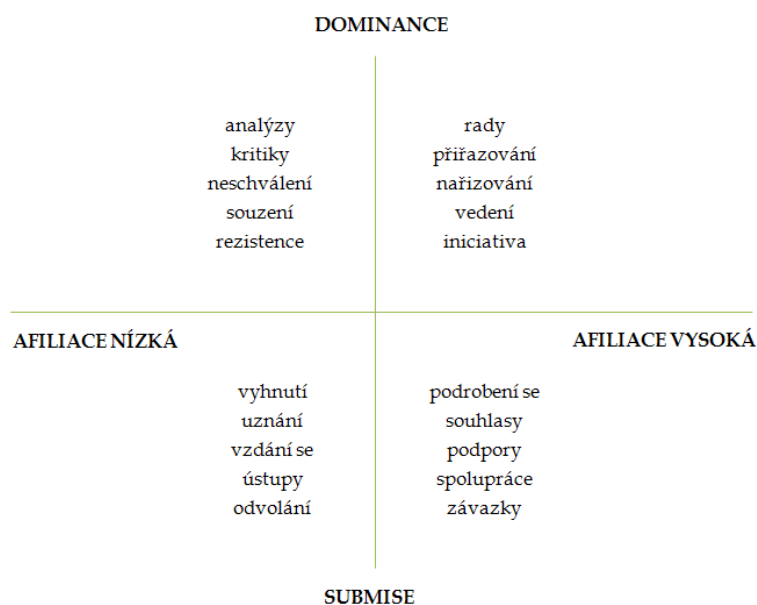 DOMINANCE
analýzy
kritiky
neschválení
souzení
rezistence
rady
přiřazování
nařizování
vedení
iniciativa
AFILIACE NÍZKÁ
AFILIACE VYSOKÁ
vyhnutí
uznání
vzdání se
ústupy
odvolání
podrobení se
souhlasy
podpory
spolupráce
závazky
SUBMISE